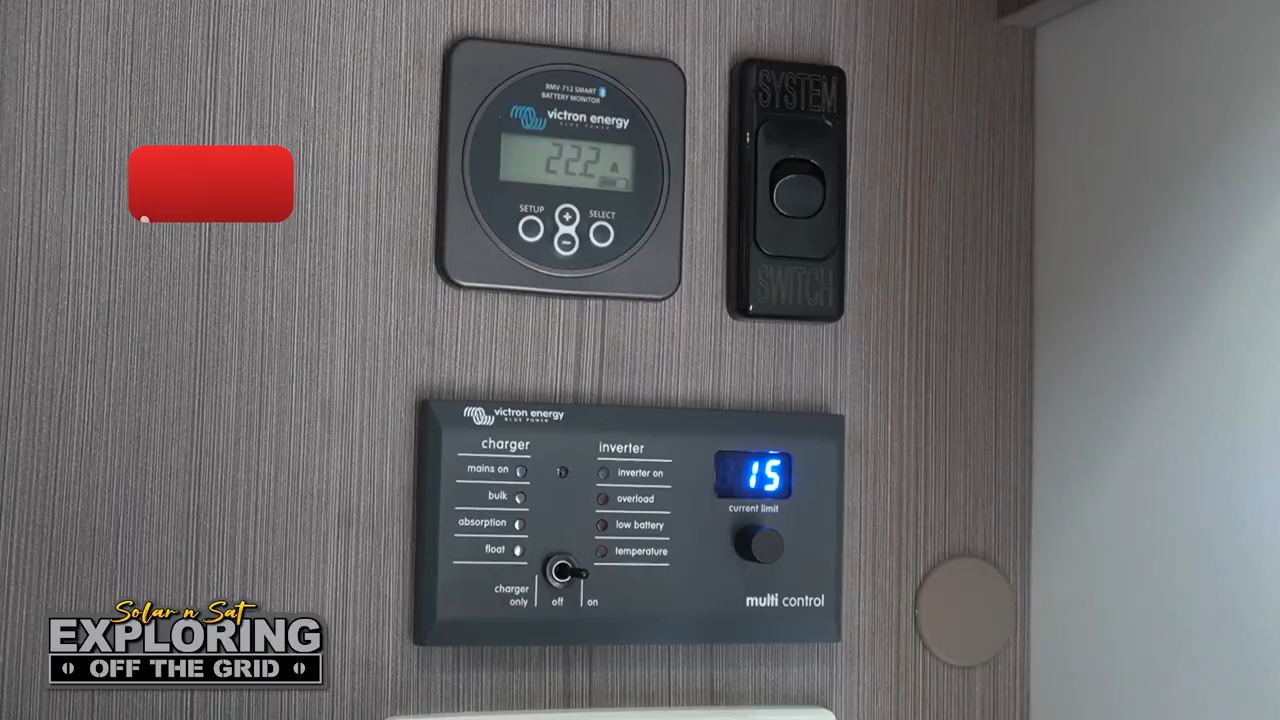 BMV-712 SMART
BATTERY MONITOR
victron energy
BLUE POWER
222 A
SETUP
+
SELECT
-
SYSTEM
SWITCH
victron energy
BLUE POWER
charger
mains on
bulk
absorption
float
charger only
off
on
inverter
inverter on
overload
low battery
temperature
15
current limit
multi control
Solar n Sat
EXPLORING
OFF THE GRID